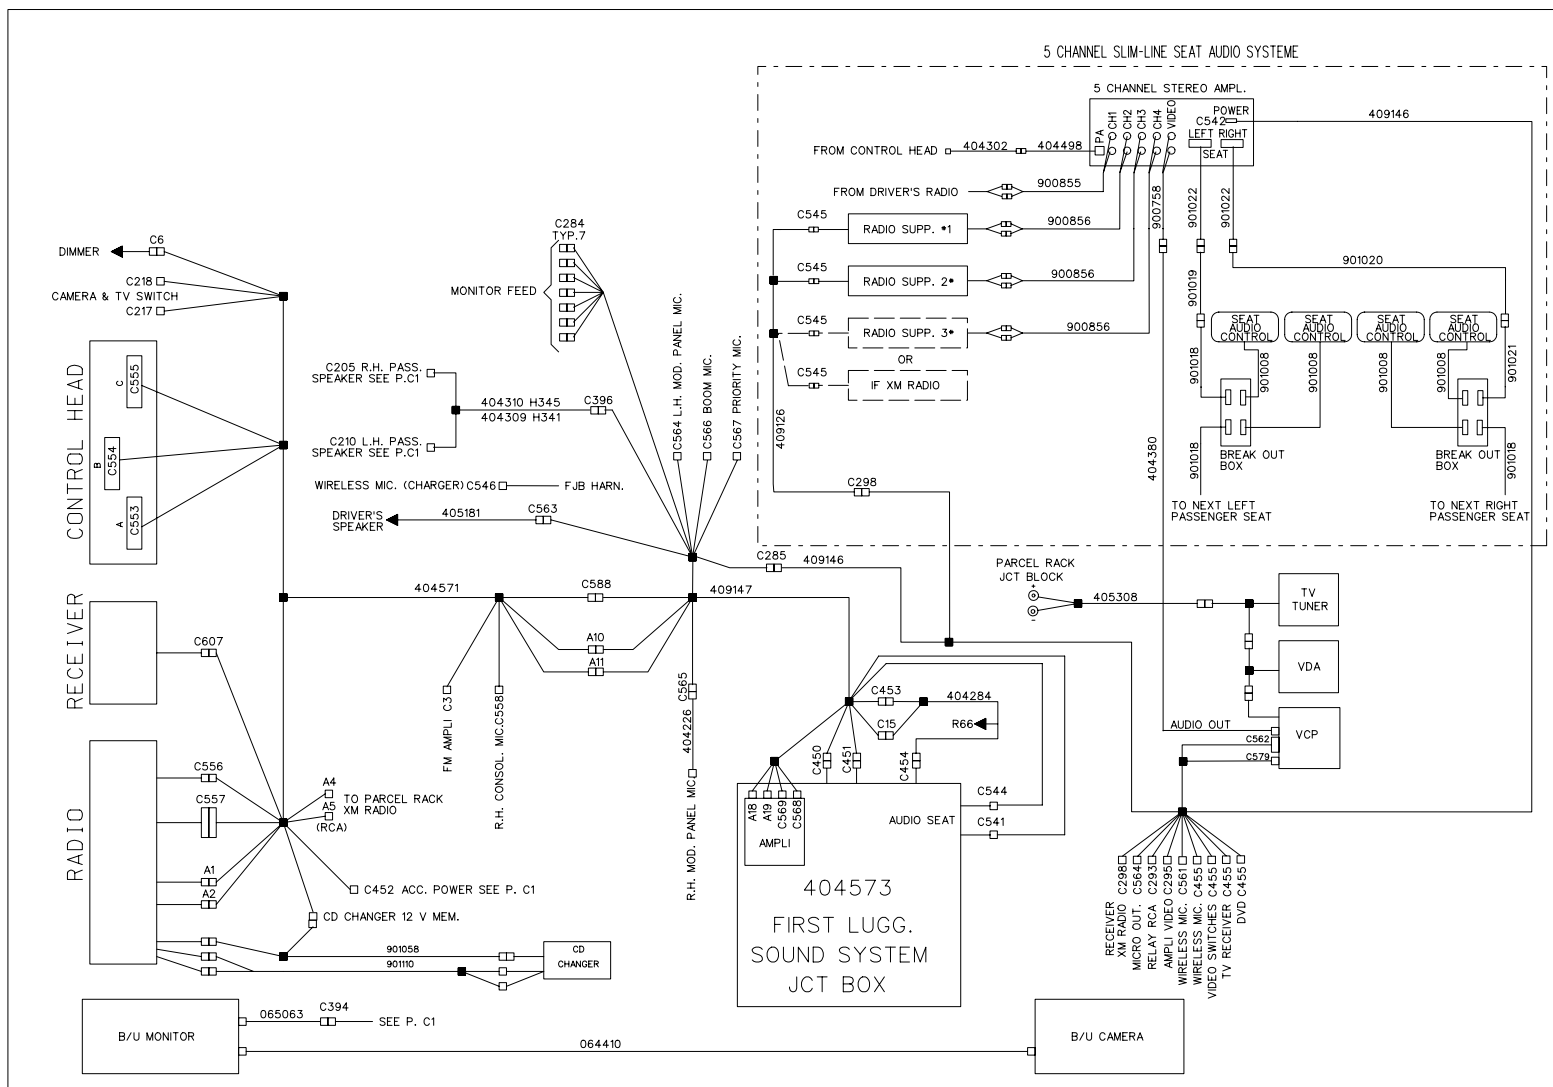 5 CHANNEL SLIM-LINE SEAT AUDIO SYSTEME
5 CHANNEL STEREO AMPL.
PA
CH1
CH2
CH3
CH4
VIDEO
POWER
C542
LEFT RIGHT
SEAT
409146
FROM CONTROL HEAD
404302
404498
FROM DRIVER'S RADIO
900855
900758
901022
901022
C545
RADIO SUPP. *1
900856
C545
RADIO SUPP. 2*
900856
C545
RADIO SUPP. 3*
900856
OR
C545
IF XM RADIO
901019
901020
SEAT
AUDIO
CONTROL
SEAT
AUDIO
CONTROL
SEAT
AUDIO
CONTROL
SEAT
AUDIO
CONTROL
901018
901008
901008
901008
901008
901021
409126
404380
901018
BREAK OUT
BOX
BREAK OUT
BOX
901018
TO NEXT LEFT
PASSENGER SEAT
TO NEXT RIGHT
PASSENGER SEAT
C298
DIMMER
C6
C218
CAMERA & TV SWITCH
C217
C284
TYP.7
MONITOR FEED
CONTROL HEAD
C
C555
B
C554
A
C553
C205 R.H. PASS.
SPEAKER SEE P.C1
404310 H345
404309 H341
C396
C210 L.H. PASS.
SPEAKER SEE P.C1
C564 L.H. MOD. PANEL MIC.
C566 BOOM MIC.
C567 PRIORITY MIC.
WIRELESS MIC. (CHARGER) C546
FJB HARN.
DRIVER'S
SPEAKER
405181
C563
C285
409146
PARCEL RACK
JCT BLOCK
+
-
405308
TV
TUNER
VDA
VCP
AUDIO OUT
C562
C579
404571
C588
409147
A10
A11
RECEIVER
C607
FM AMPLI C3
R.H. CONSOL. MIC.C558
C565
404226
R.H. MOD. PANEL MIC
C453
404284
C15
R66
C450
C451
C454
RADIO
C556
C557
A1
A2
A4
A5
(RCA)
TO PARCEL RACK
XM RADIO
C452 ACC. POWER SEE P. C1
CD CHANGER 12 V MEM.
901058
901110
CD
CHANGER
A18
A19
C569
C568
AMPLI
AUDIO SEAT
C544
C541
404573
FIRST LUGG.
SOUND SYSTEM
JCT BOX
RECEIVER
XM RADIO C298
MICRO OUT. C564
RELAY RCA C293
AMPLI VIDEO C295
WIRELESS MIC. C561
WIRELESS MIC. C455
VIDEO SWITCHES C455
TV RECEIVER C455
DVD C455
B/U MONITOR
065063
C394
SEE P. C1
064410
B/U CAMERA